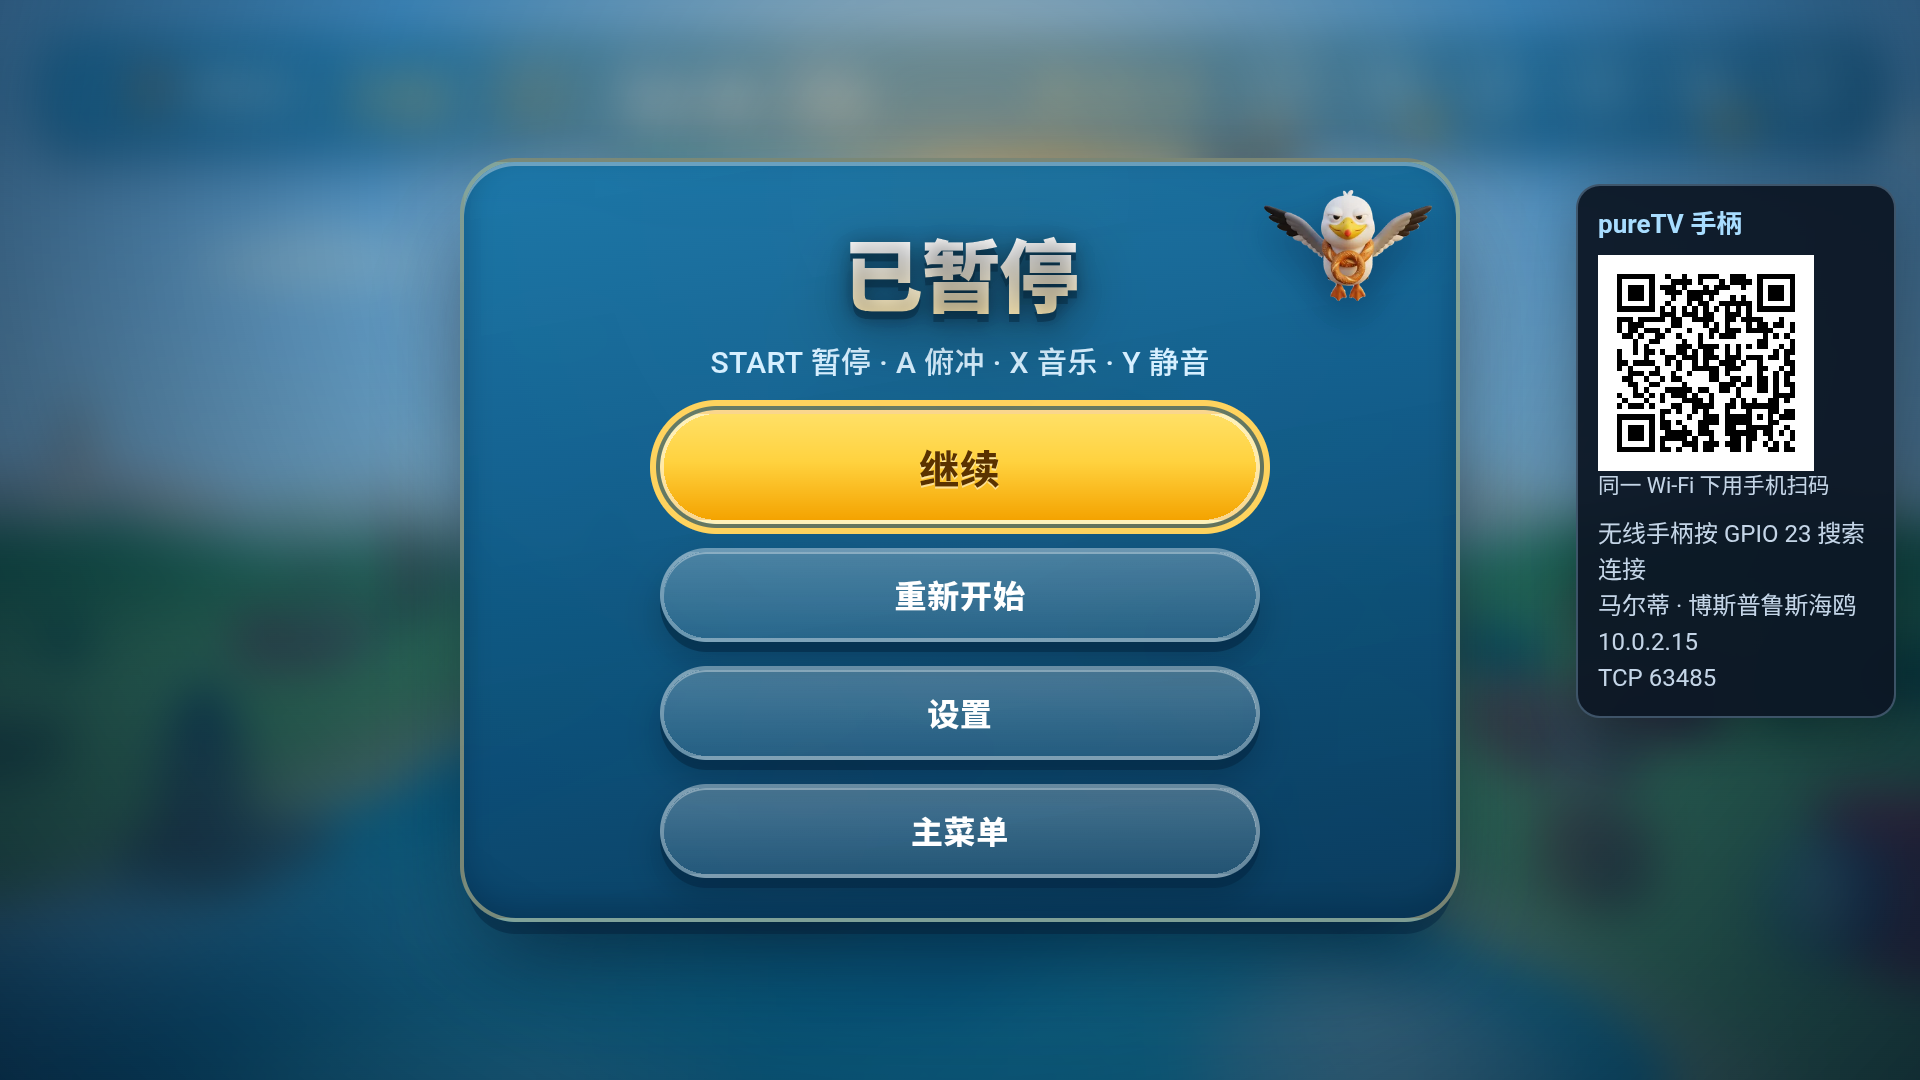 已暂停
START 暂停 · A 俯冲 · X 音乐 · Y 静音
继续
重新开始
设置
主菜单
pureTV 手柄
同一 Wi-Fi 下用手机扫码
无线手柄按 GPIO 23 搜索
连接
马尔蒂 · 博斯普鲁斯海鸥
10.0.2.15
TCP 63485